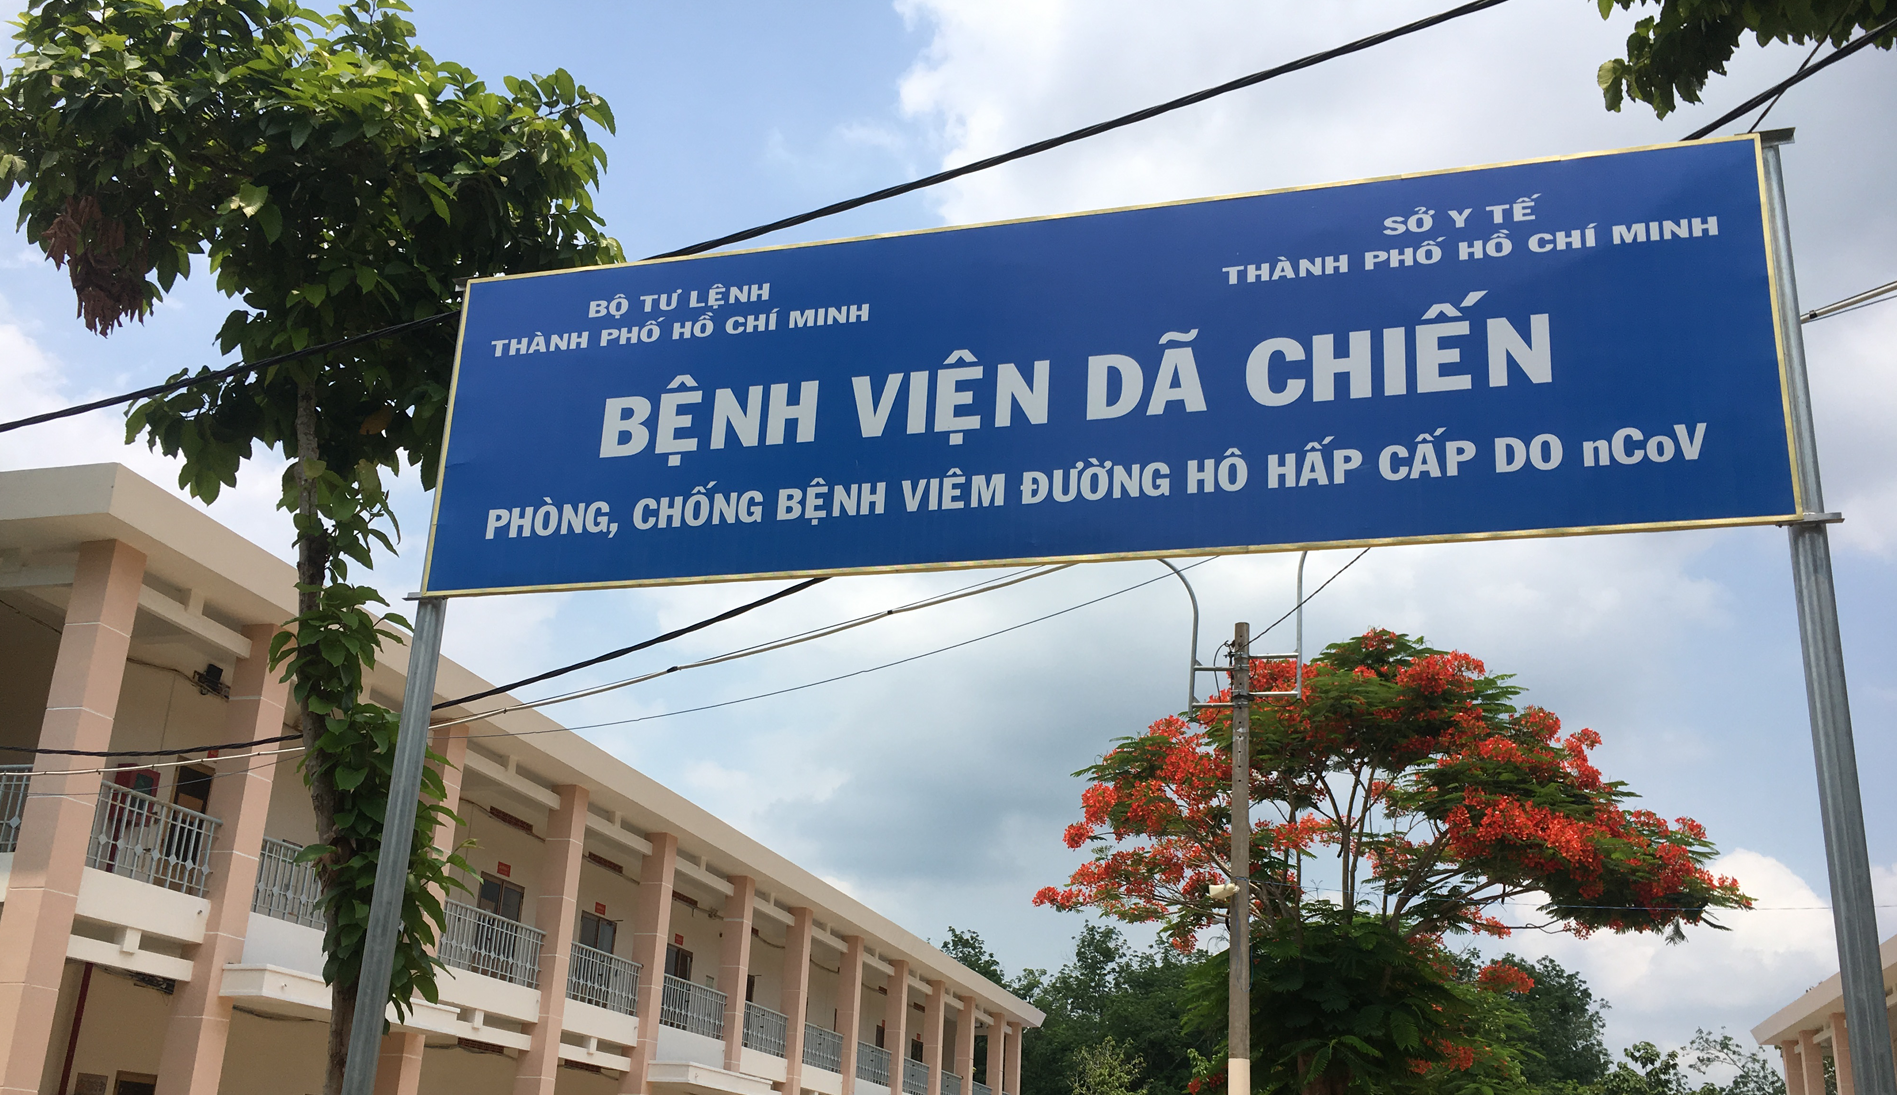 BỘ TƯ LỆNH
THÀNH PHỐ HỒ CHÍ MINH
SỞ Y TẾ
THÀNH PHỐ HỒ CHÍ MINH
BỆNH VIỆN DÃ CHIẾN
PHÒNG, CHỐNG BỆNH VIÊM ĐƯỜNG HÔ HẤP CẤP DO nCoV